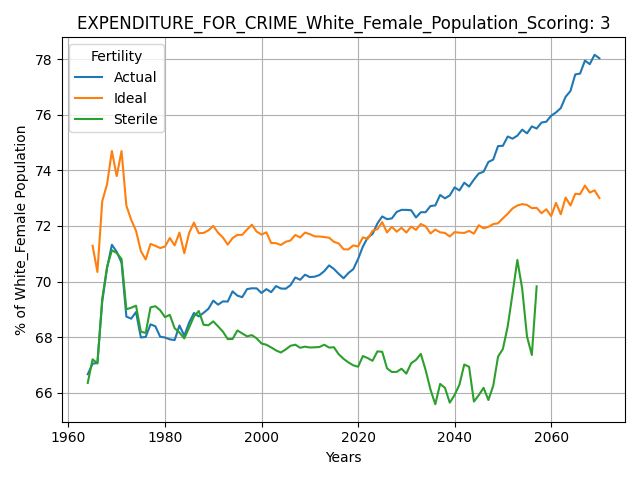 EXPENDITURE_FOR_CRIME_White_Female_Population_Scoring: 3
Fertility
Actual
Ideal
Sterile
% of White_Female Population
78
76
74
72
70
68
66
1960
1980
2000
2020
2040
2060
Years